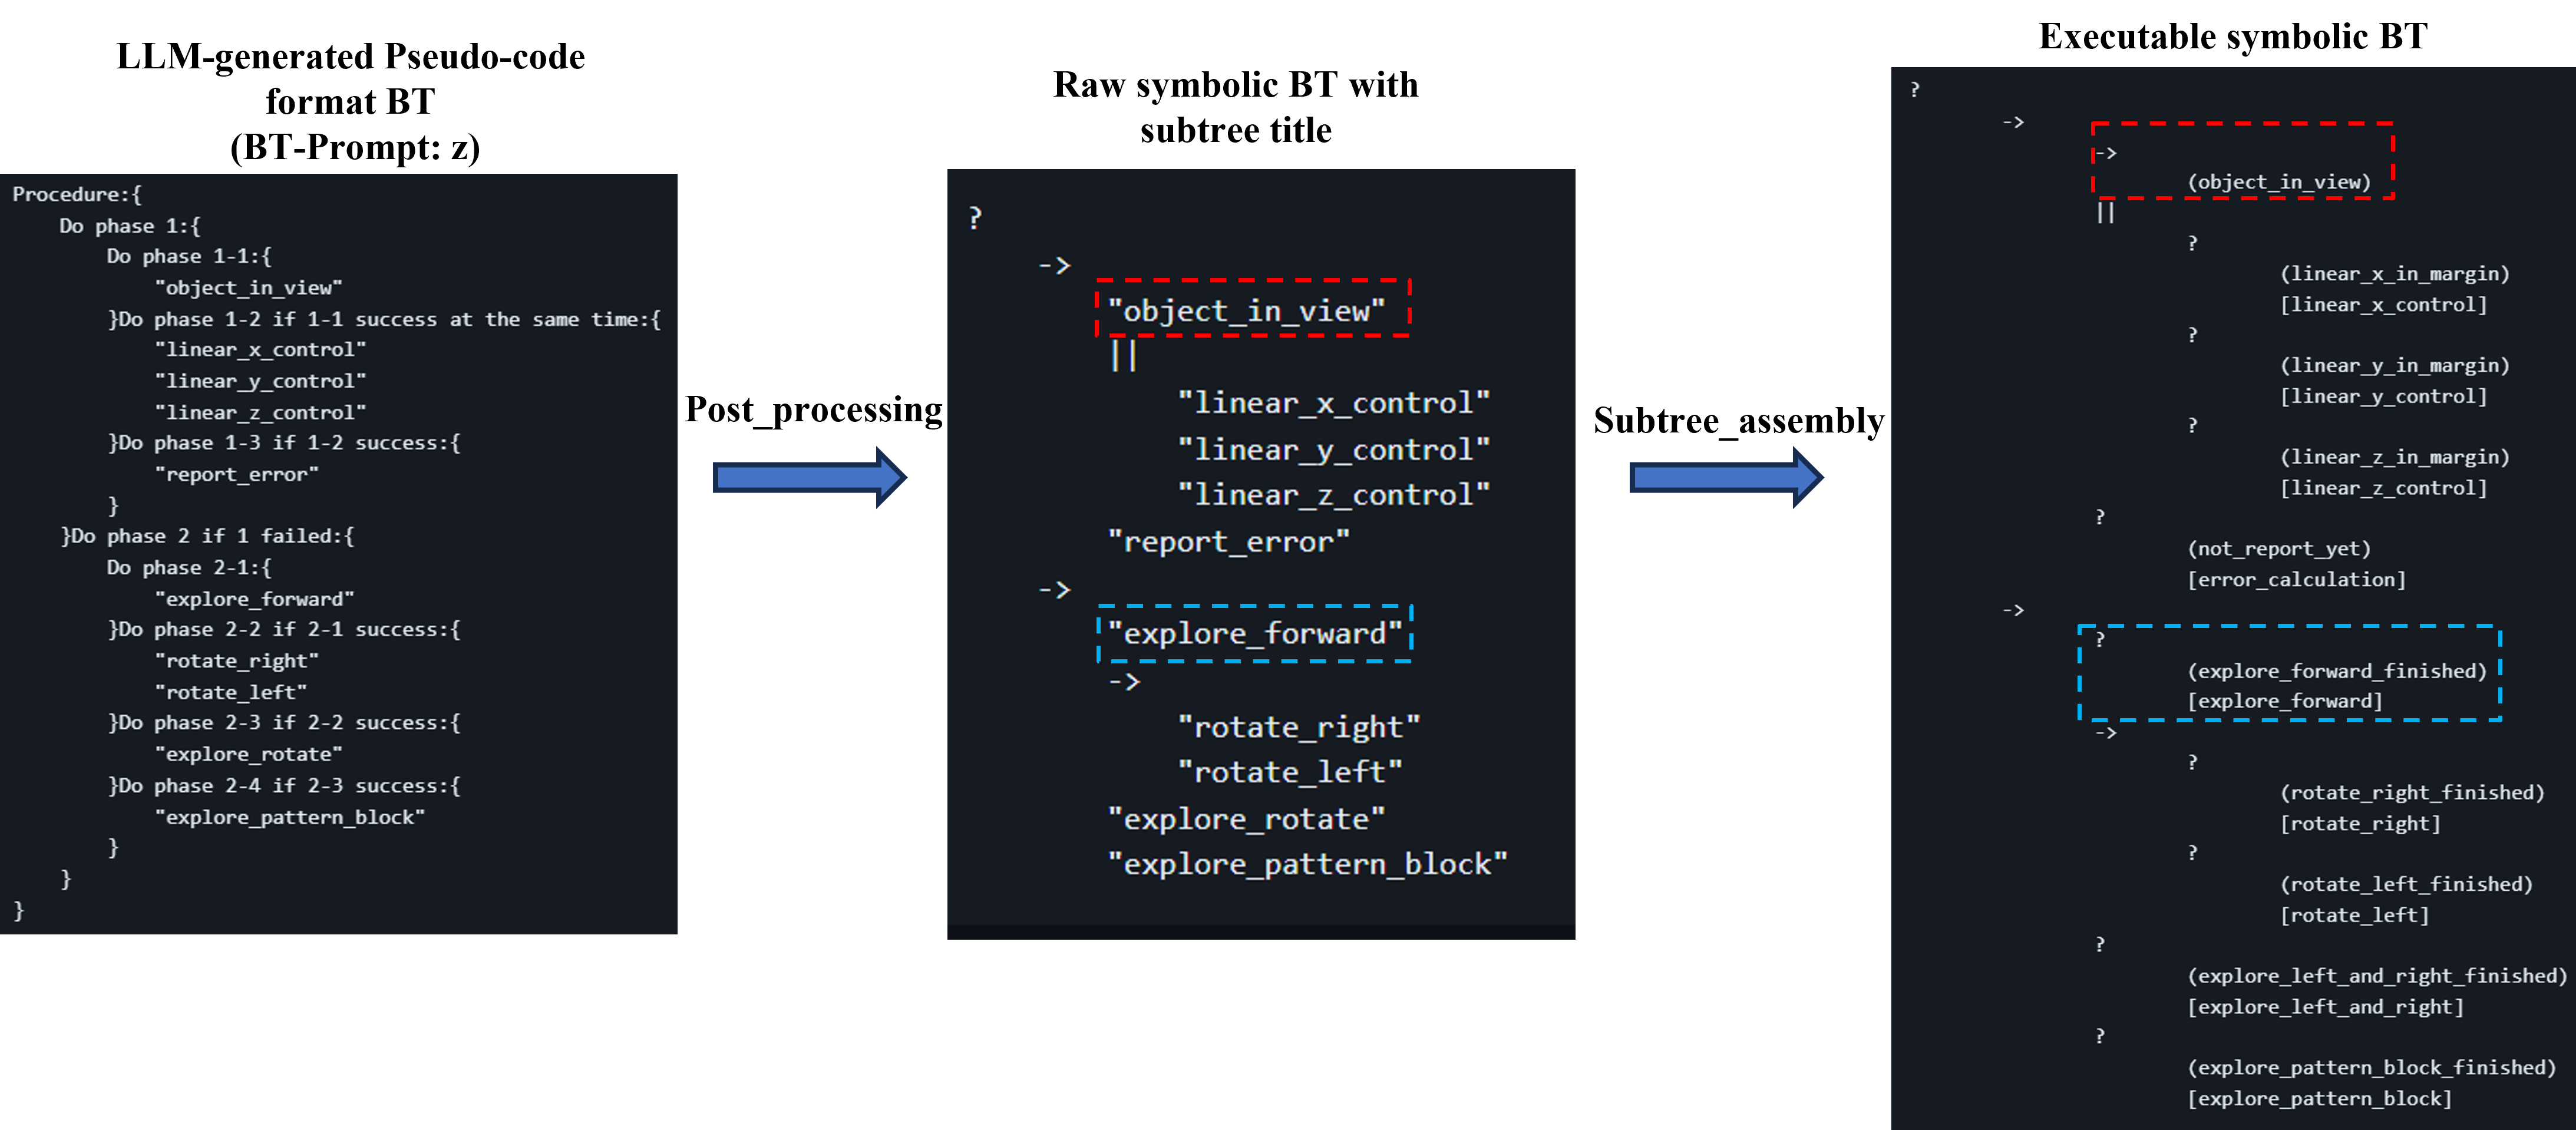 LLM-generated Pseudo-code
format BT
(BT-Prompt: z)
Procedure:{
Do phase 1:{
Do phase 1-1:{
"object_in_view"
}Do phase 1-2 if 1-1 success at the same time:{
"linear_x_control"
"linear_y_control"
"linear_z_control"
}Do phase 1-3 if 1-2 success:{
"report_error"
}
}Do phase 2 if 1 failed:{
Do phase 2-1:{
"explore_forward"
}Do phase 2-2 if 2-1 success:{
"rotate_right"
"rotate_left"
}Do phase 2-3 if 2-2 success:{
"explore_rotate"
}Do phase 2-4 if 2-3 success:{
"explore_pattern_block"
}
}
}
Post_processing
Raw symbolic BT with
subtree title
?
->
"object_in_view"
||
"linear_x_control"
"linear_y_control"
"linear_z_control"
"report_error"
->
"explore_forward"
->
"rotate_right"
"rotate_left"
"explore_rotate"
"explore_pattern_block"
Subtree_assembly
Executable symbolic BT
?
->
->
(object_in_view)
||
?
(linear_x_in_margin)
[linear_x_control]
?
(linear_y_in_margin)
[linear_y_control]
?
(linear_z_in_margin)
[linear_z_control]
?
(not_report_yet)
[error_calculation]
->
?
(explore_forward_finished)
[explore_forward]
->
?
(rotate_right_finished)
[rotate_right]
?
(rotate_left_finished)
[rotate_left]
?
(explore_left_and_right_finished)
[explore_left_and_right]
?
(explore_pattern_block_finished)
[explore_pattern_block]